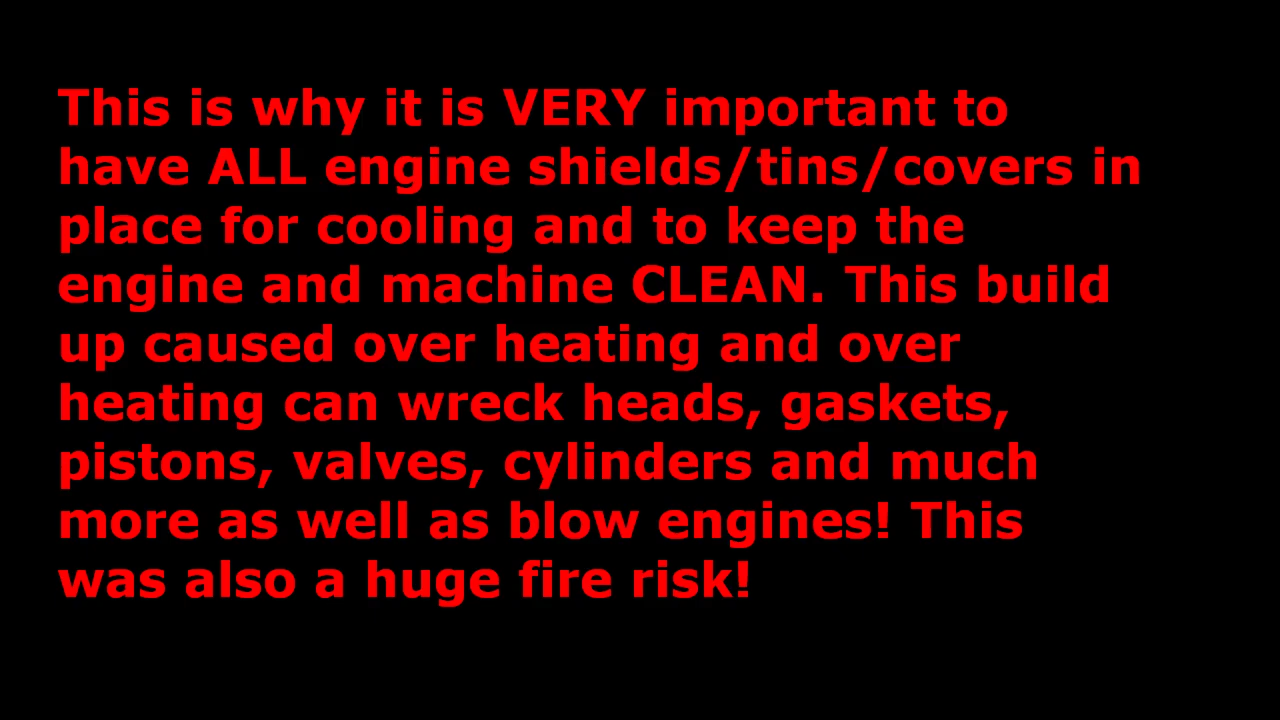 This is why it is VERY important to
have ALL engine shields/tins/covers in
place for cooling and to keep the
engine and machine CLEAN. This build
up caused over heating and over
heating can wreck heads, gaskets,
pistons, valves, cylinders and much
more as well as blow engines! This
was also a huge fire risk!